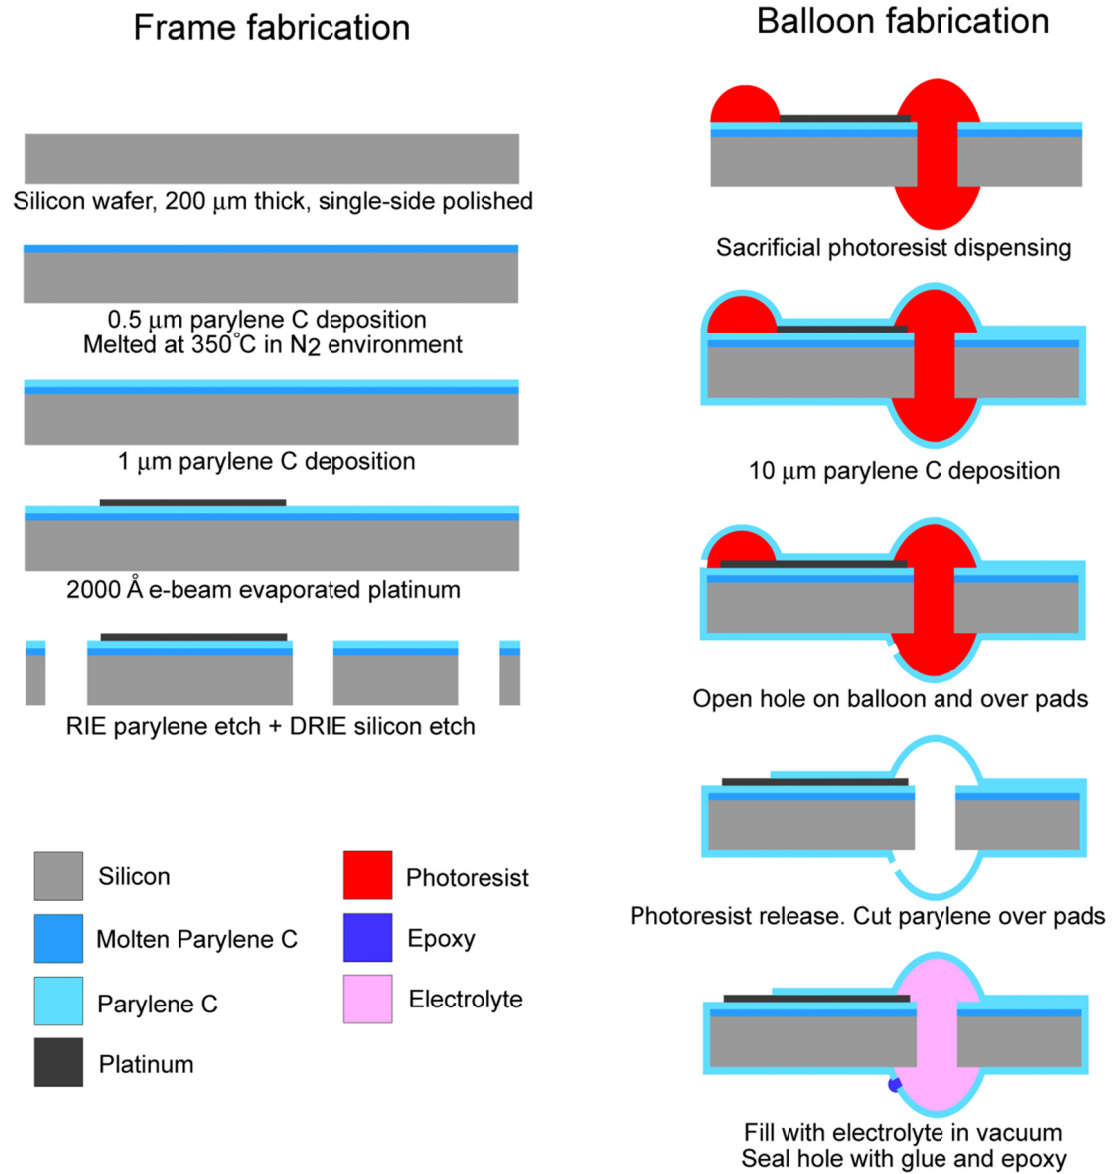 Frame fabrication
Silicon wafer, 200 μm thick, single-side polished
0.5 μm parylene C deposition
Melted at 350°C in N2 environment
1 μm parylene C deposition
2000 Å e-beam evaporated platinum
RIE parylene etch + DRIE silicon etch
Silicon
Molten Parylene C
Parylene C
Platinum
Photoresist
Epoxy
Electrolyte
Balloon fabrication
Sacrificial photoresist dispensing
10 μm parylene C deposition
Open hole on balloon and over pads
Photoresist release. Cut parylene over pads
Fill with electrolyte in vacuum
Seal hole with glue and epoxy